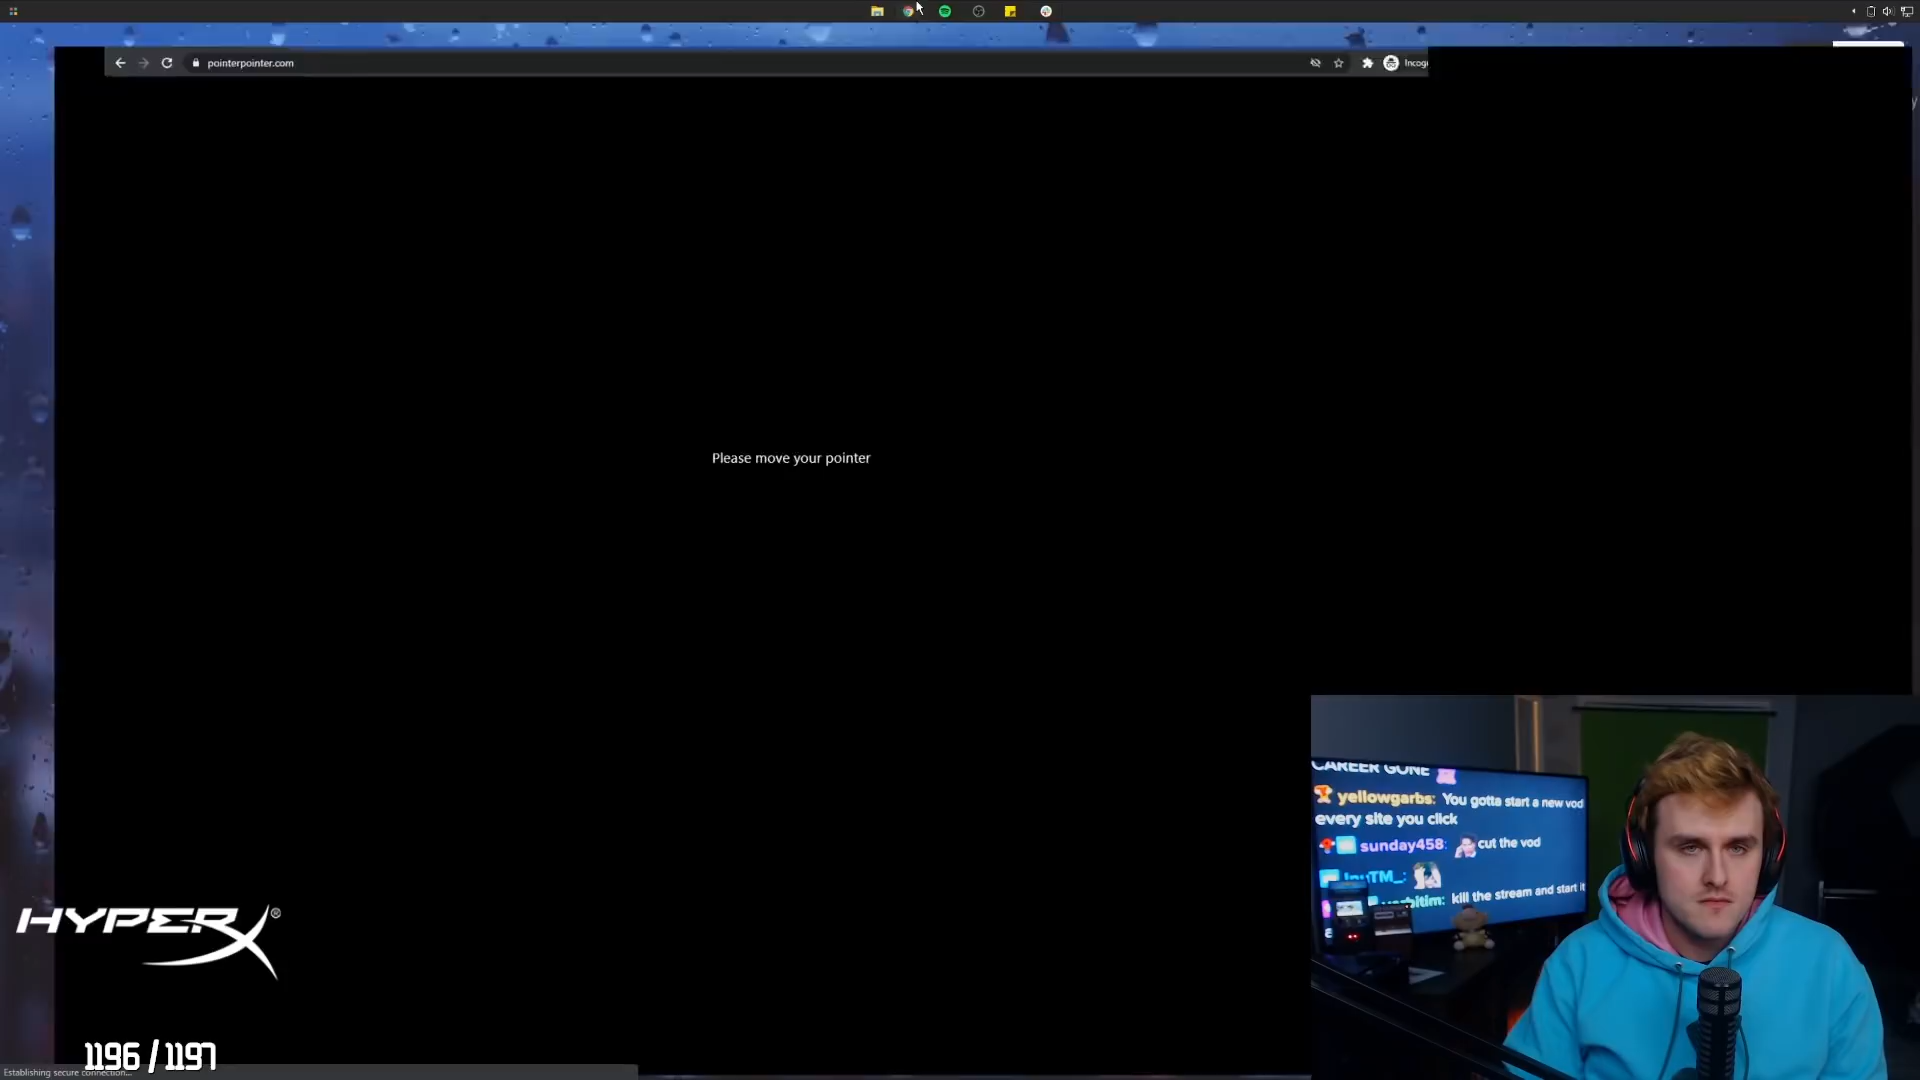 pointerpointer.com
Incog
Please move your pointer
CAREER GONE
yellowgarbs: You gotta start a new vod
every site you click
sunday458: cut the vod
kill the stream and start it
HYPERX®
1196 / 1197
Establishing secure connection...